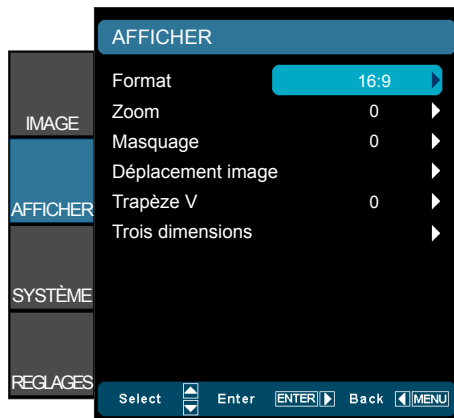 AFFICHER
Format 16:9
Zoom 0
Masquage 0
Déplacement image
Trapèze V 0
Trois dimensions
IMAGE
AFFICHER
SYSTÈME
REGLAGES
Select Enter ENTER Back MENU